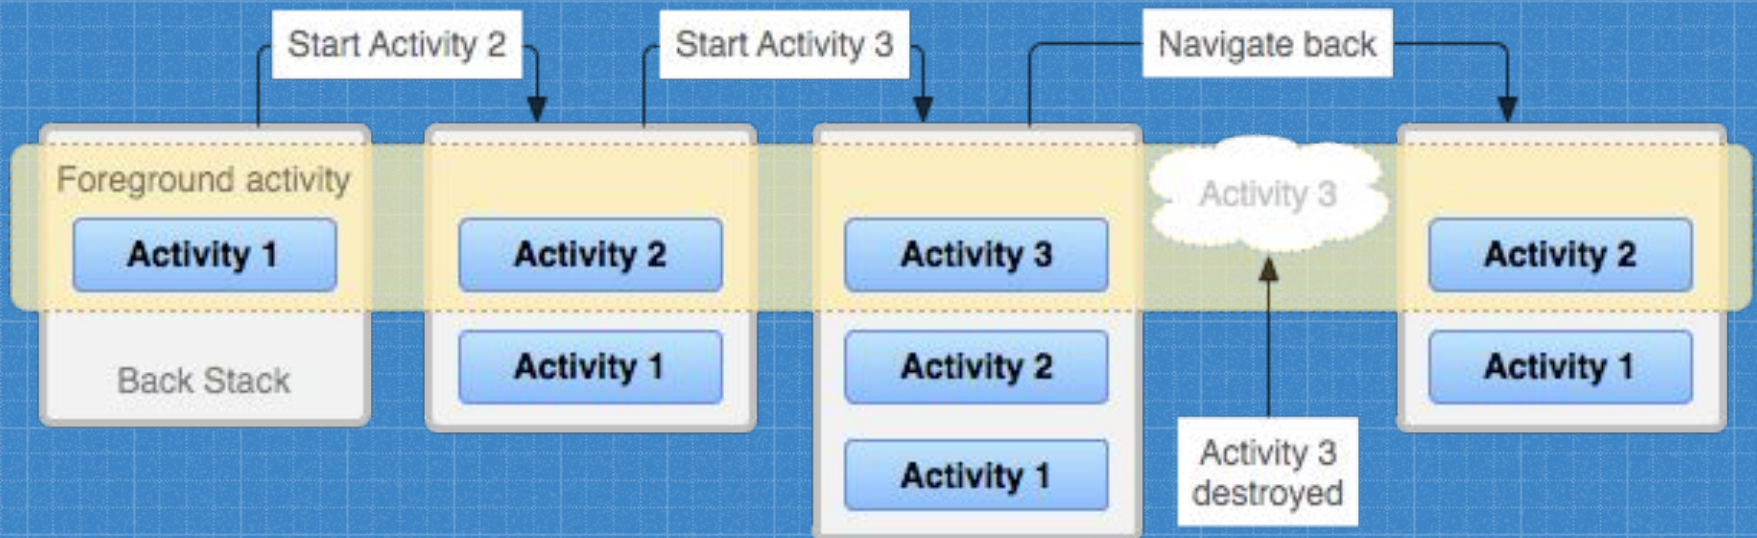 Start Activity 2
Start Activity 3
Navigate back
Foreground activity
Activity 1
Back Stack
Activity 2
Activity 1
Activity 3
Activity 2
Activity 1
Activity 3
Activity 3
destroyed
Activity 2
Activity 1